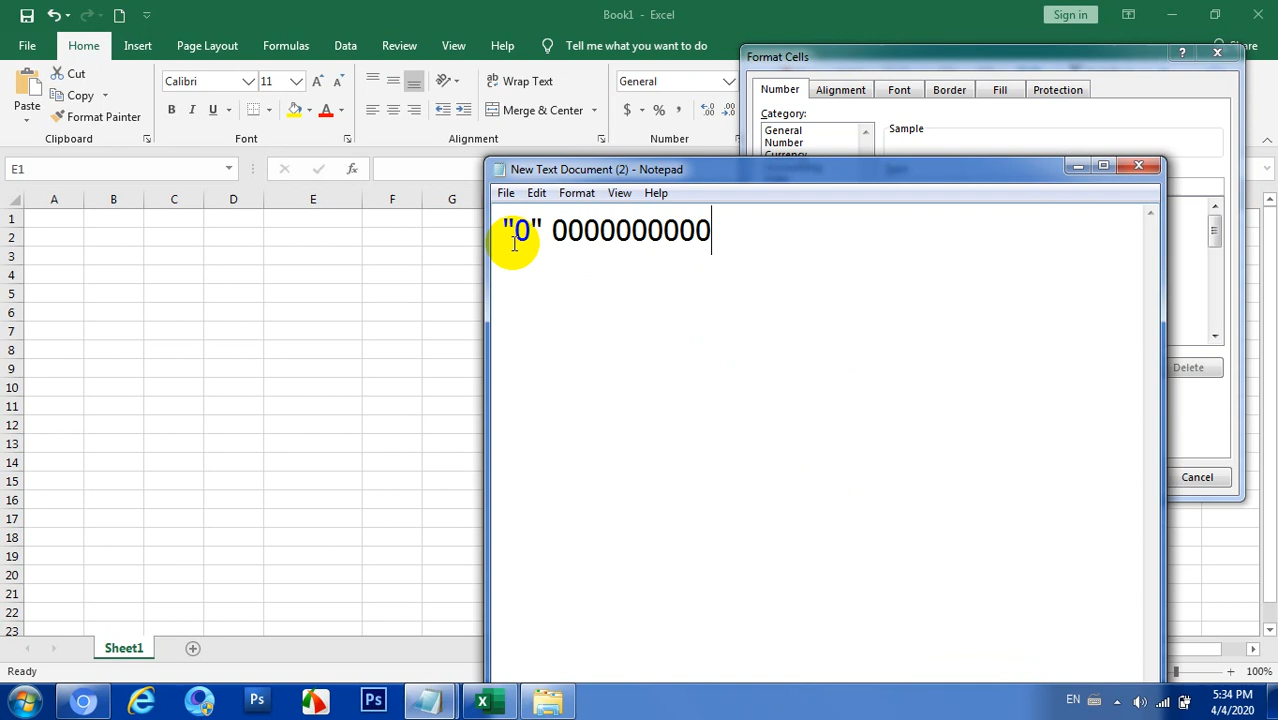 Book1 - Excel
Sign in
File Home Insert Page Layout Formulas Data Review View Help Tell me what you want to do Share
Paste
Cut
Copy
Format Painter
Clipboard
Calibri 11
B I U
A A
Font
Wrap Text
Merge & Center
Alignment
General
$ % ,
Number
E1
fx
A B C D E F G
1
2
3
4
5
6
7
8
9
10
11
12
13
14
15
16
17
18
19
20
21
22
23
Sheet1
Ready
100%
Format Cells
Number Alignment Font Border Fill Protection
Category:
General
Number
Currency
Sample
Delete
Cancel
New Text Document (2) - Notepad
File Edit Format View Help
"0" 0000000000
Ps
Ps
EN
5:34 PM
4/4/2020